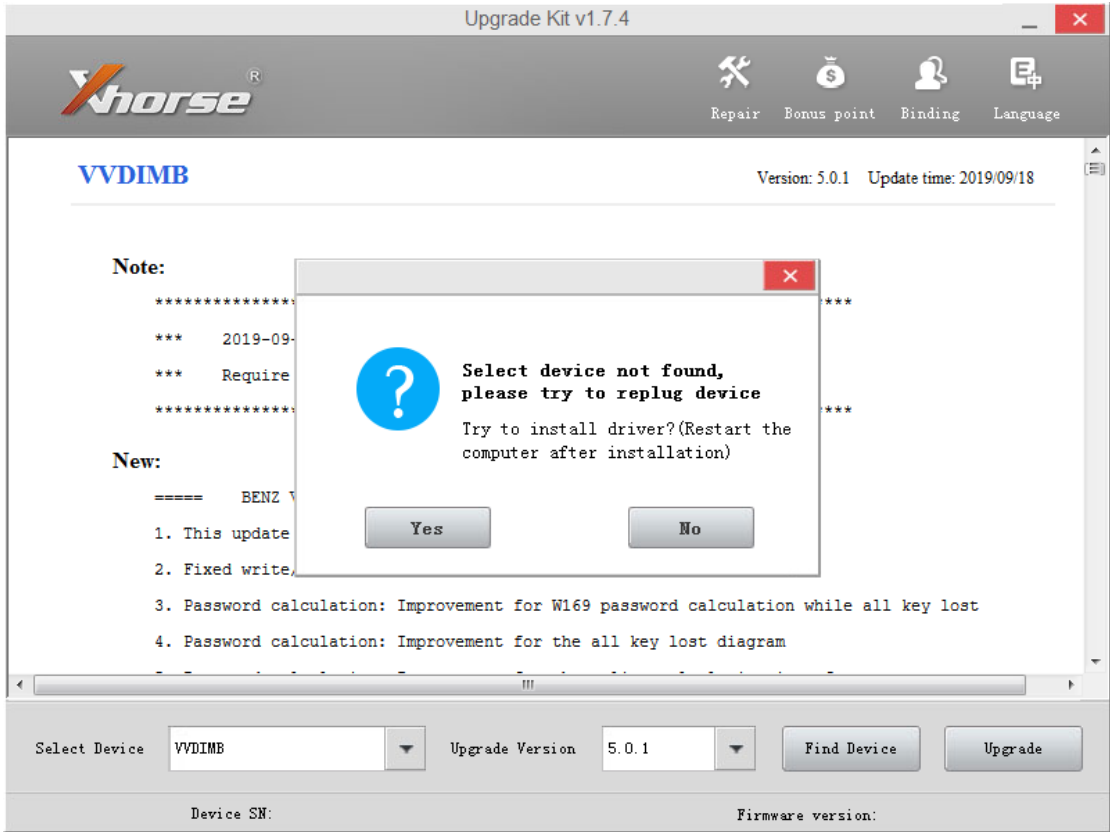 Upgrade Kit v1.7.4
Xhorse ®
Repair Bonus point Binding Language
VVDIMB
Version: 5.0.1 Update time: 2019/09/18
Note:
*** 2019-09-
*** Require
Select device not found,
please try to replug device
Try to install driver?(Restart the
computer after installation)
Yes No
New:
===== BENZ
1. This update
2. Fixed write/
3. Password calculation: Improvement for W169 password calculation while all key lost
4. Password calculation: Improvement for the all key lost diagram
Select Device VVDIMB Upgrade Version 5.0.1 Find Device Upgrade
Device SN: Firmware version: